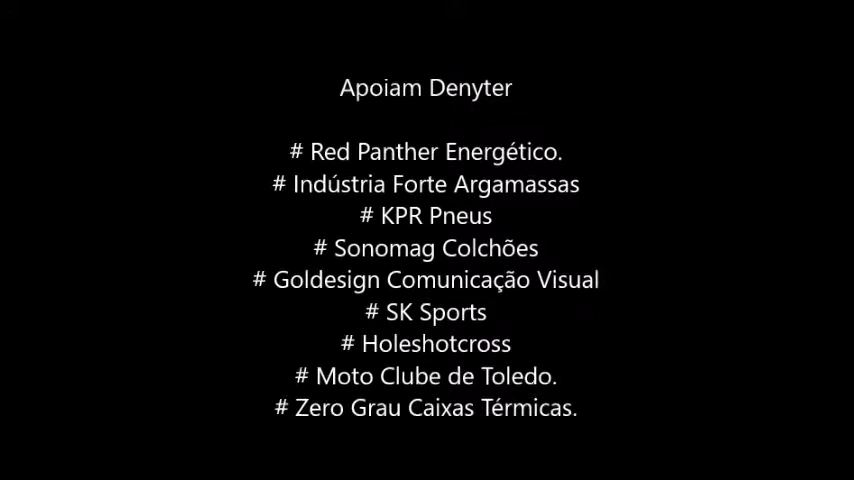 Apoiam Denyter
# Red Panther Energético.
# Indústria Forte Argamassas
# KPR Pneus
# Sonomag Colchões
# Goldesign Comunicação Visual
# SK Sports
# Holeshotcross
# Moto Clube de Toledo.
# Zero Grau Caixas Térmicas.